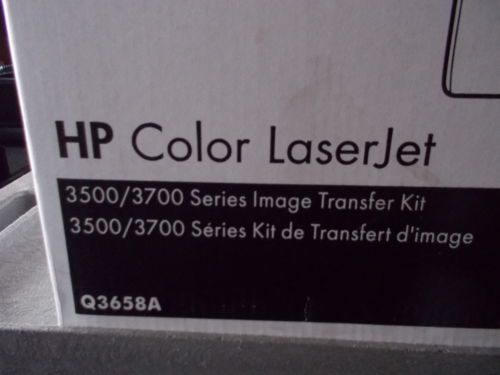 HP Color LaserJet
3500/3700 Series Image Transfer Kit
3500/3700 Séries Kit de Transfert d'image
Q3658A